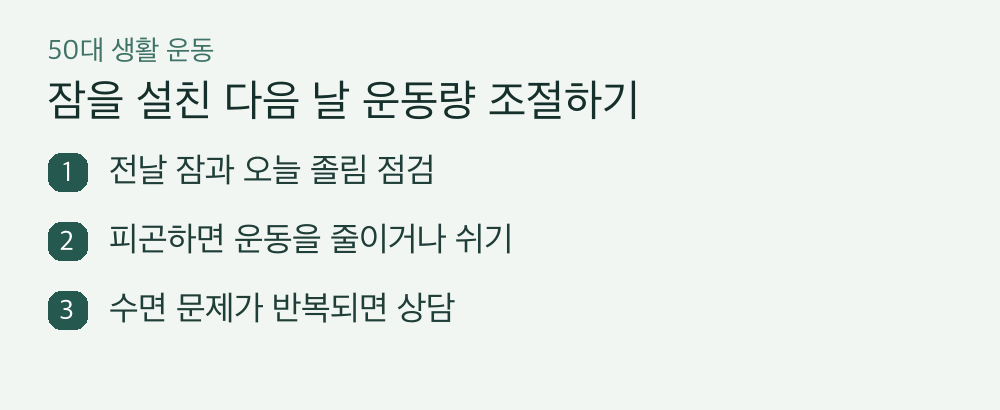 50대 생활 운동
잠을 설친 다음 날 운동량 조절하기
1 전날 잠과 오늘 졸림 점검
2 피곤하면 운동을 줄이거나 쉬기
3 수면 문제가 반복되면 상담